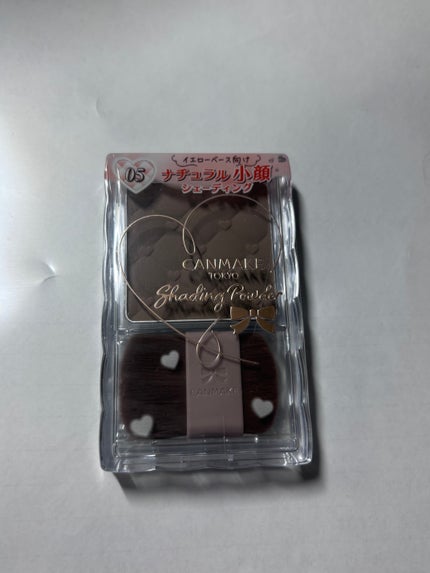 イエローベース向け
05
ナチュラル小顔
シェーディング
CANMAKE
TOKYO
Shading Powder
CANMAKE